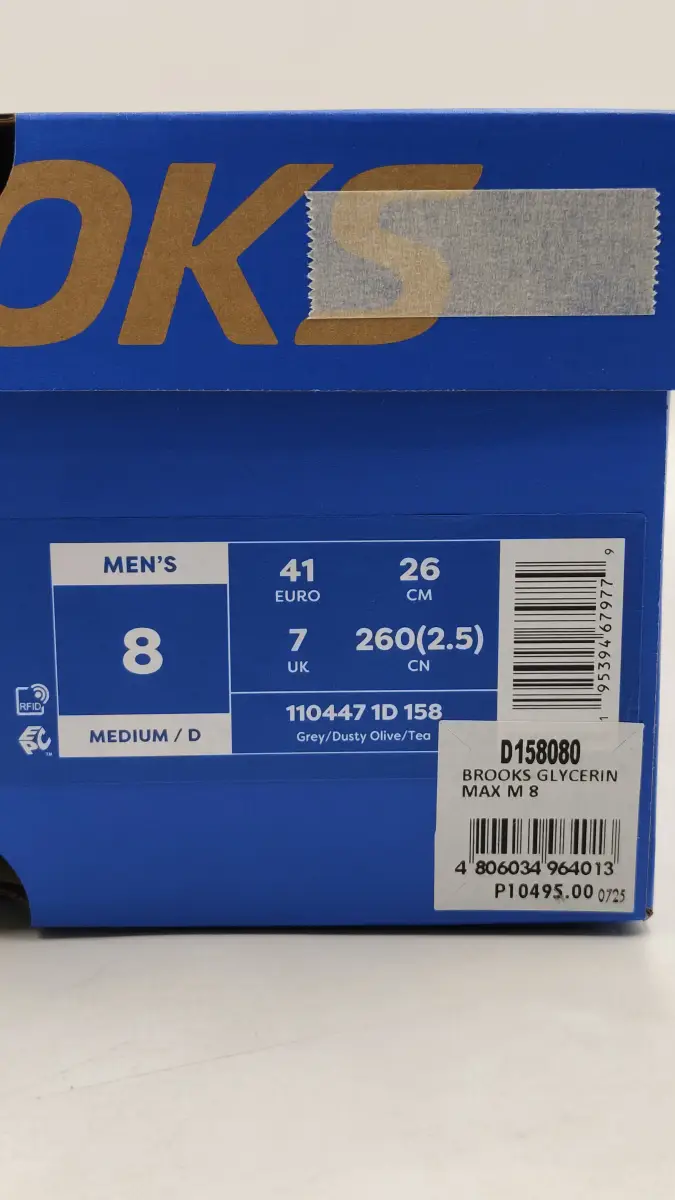 OKS
MEN'S
8
MEDIUM / D
41
EURO
26
CM
7
UK
260(2.5)
CN
110447 1D 158
Grey/Dusty Olive/Tea
RFID
EPC™
1 95394 67977 9
D158080
BROOKS GLYCERIN
MAX M 8
4 806034 964013
P10495.00 0725